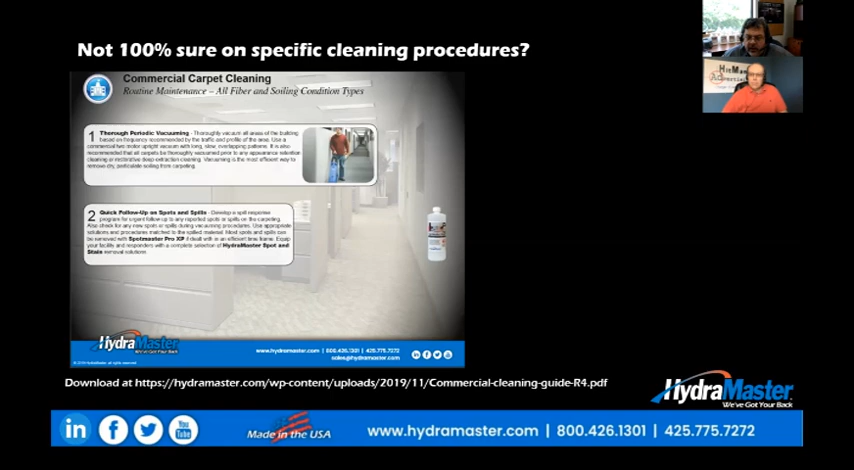 Not 100% sure on specific cleaning procedures?
Commercial Carpet Cleaning
Routine Maintenance – All Fiber and Soiling Condition Types
1 Thorough Periodic Vacuuming - Thoroughly vacuum all areas of the building
based on frequency recommended by the traffic and profile of the area. Use a
commercial two motor upright vacuum with long, slow, overlapping patterns. It is also
recommended that all carpets be thoroughly vacuumed prior to any appearance retention
cleaning or restorative deep extraction cleaning. Vacuuming is the most efficient way to
remove dry, particulate soiling from carpeting.
2 Quick Follow-Up on Spots and Spills - Develop a spill response
program for urgent follow up to any reported spots or spills on the carpeting.
Also check for any new spots or spills during vacuuming procedures. Use appropriate
solutions and procedures matched to the spilled material. Most spots and spills can
be removed with Spotmaster Pro XP if dealt with in an efficient time frame. Equip
your facility and responders with a complete selection of HydraMaster Spot and
Stain removal solutions.
HydraMaster
We've Got Your Back
www.hydramaster.com | 800.426.1301 | 425.775.7272
sales@hydramaster.com
Download at https://hydramaster.com/wp-content/uploads/2019/11/Commercial-cleaning-guide-R4.pdf
HydraMaster
We've Got Your Back
in f You Tube
Made in the USA
www.hydramaster.com | 800.426.1301 | 425.775.7272